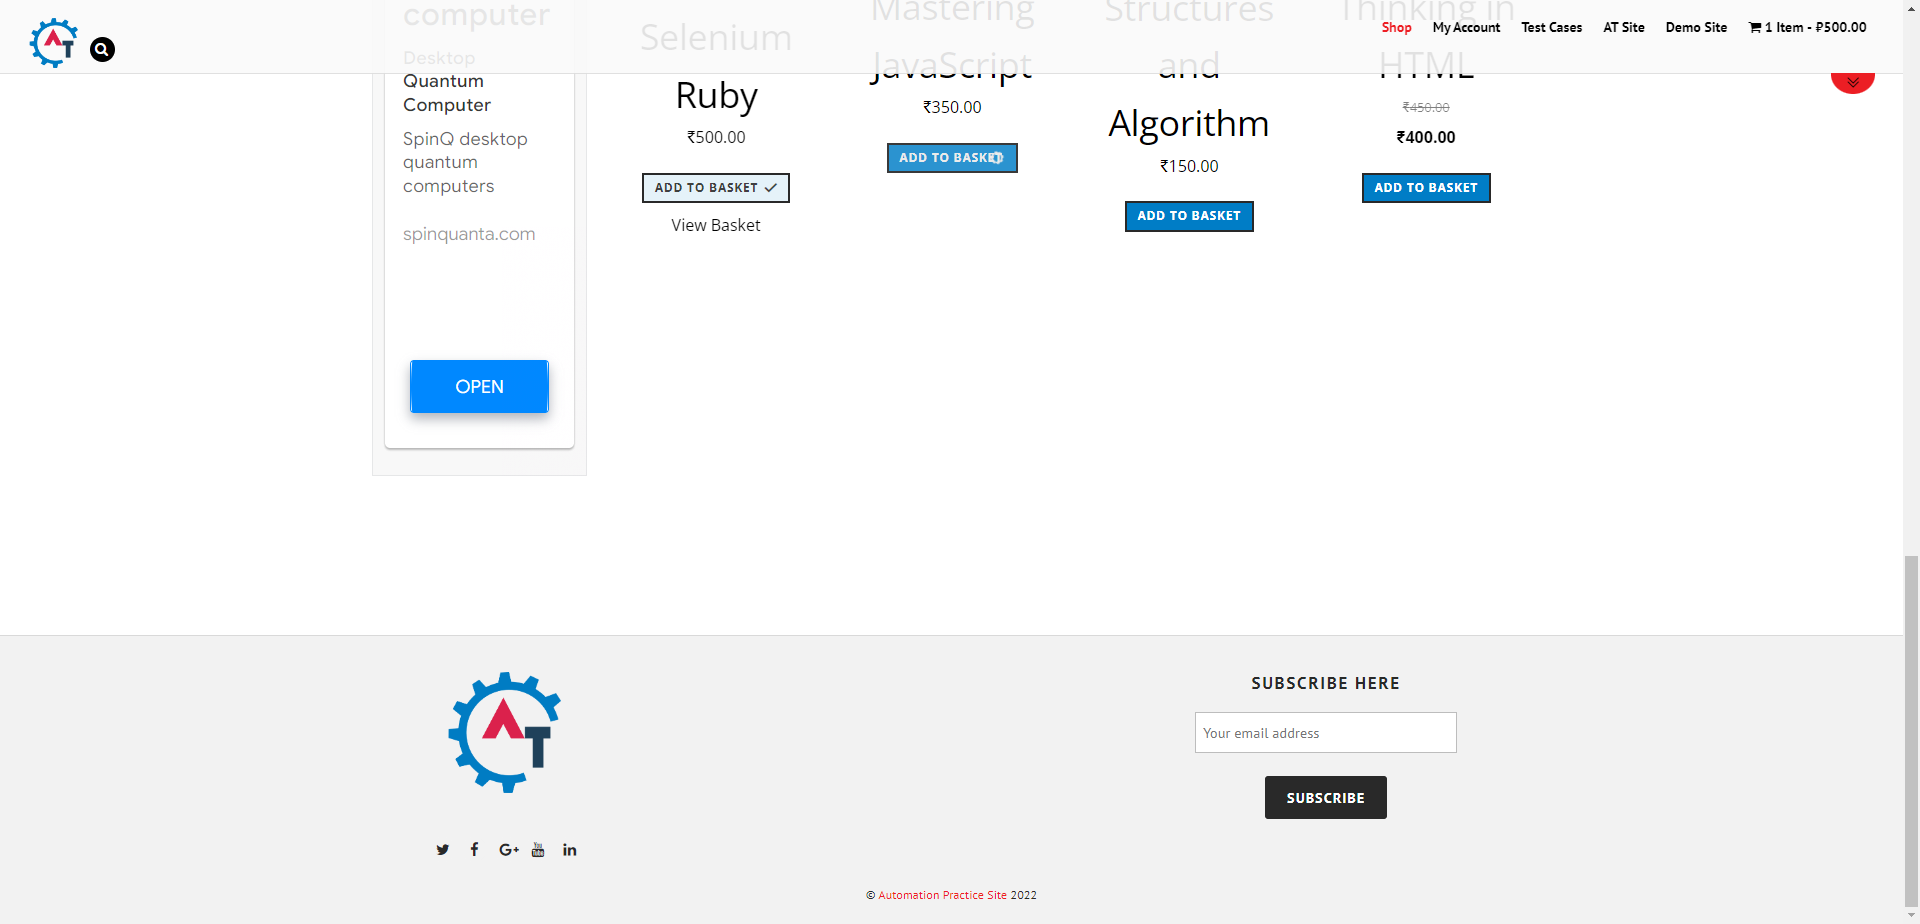 AT
Shop My Account Test Cases AT Site Demo Site 1 Item - ₽500.00
computer
Desktop
Quantum
Computer
SpinQ desktop
quantum
computers
spinquanta.com
OPEN
Selenium
Ruby
₹500.00
ADD TO BASKET
View Basket
Mastering
JavaScript
₹350.00
ADD TO BASKET
Structures
and
Algorithm
₹150.00
ADD TO BASKET
Thinking in
HTML
₹450.00
₹400.00
ADD TO BASKET
AT
SUBSCRIBE HERE
Your email address
SUBSCRIBE
© Automation Practice Site 2022